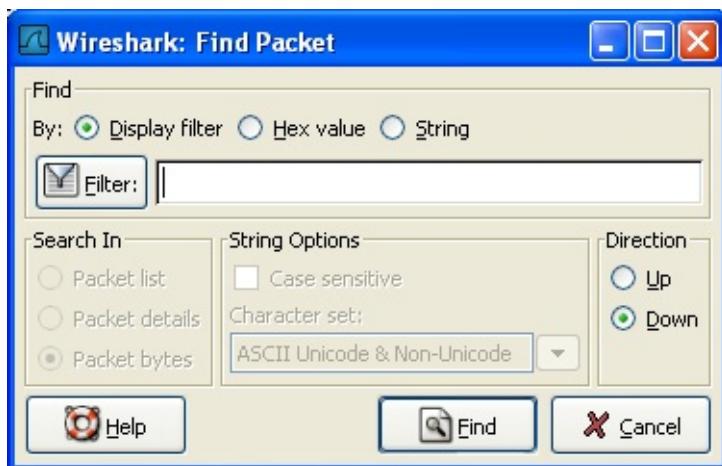 Wireshark: Find Packet
Find
By: Display filter Hex value String
Filter:
Search In
Packet list
Packet details
Packet bytes
String Options
Case sensitive
Character set:
ASCII Unicode & Non-Unicode
Direction
Up
Down
Help Find Cancel